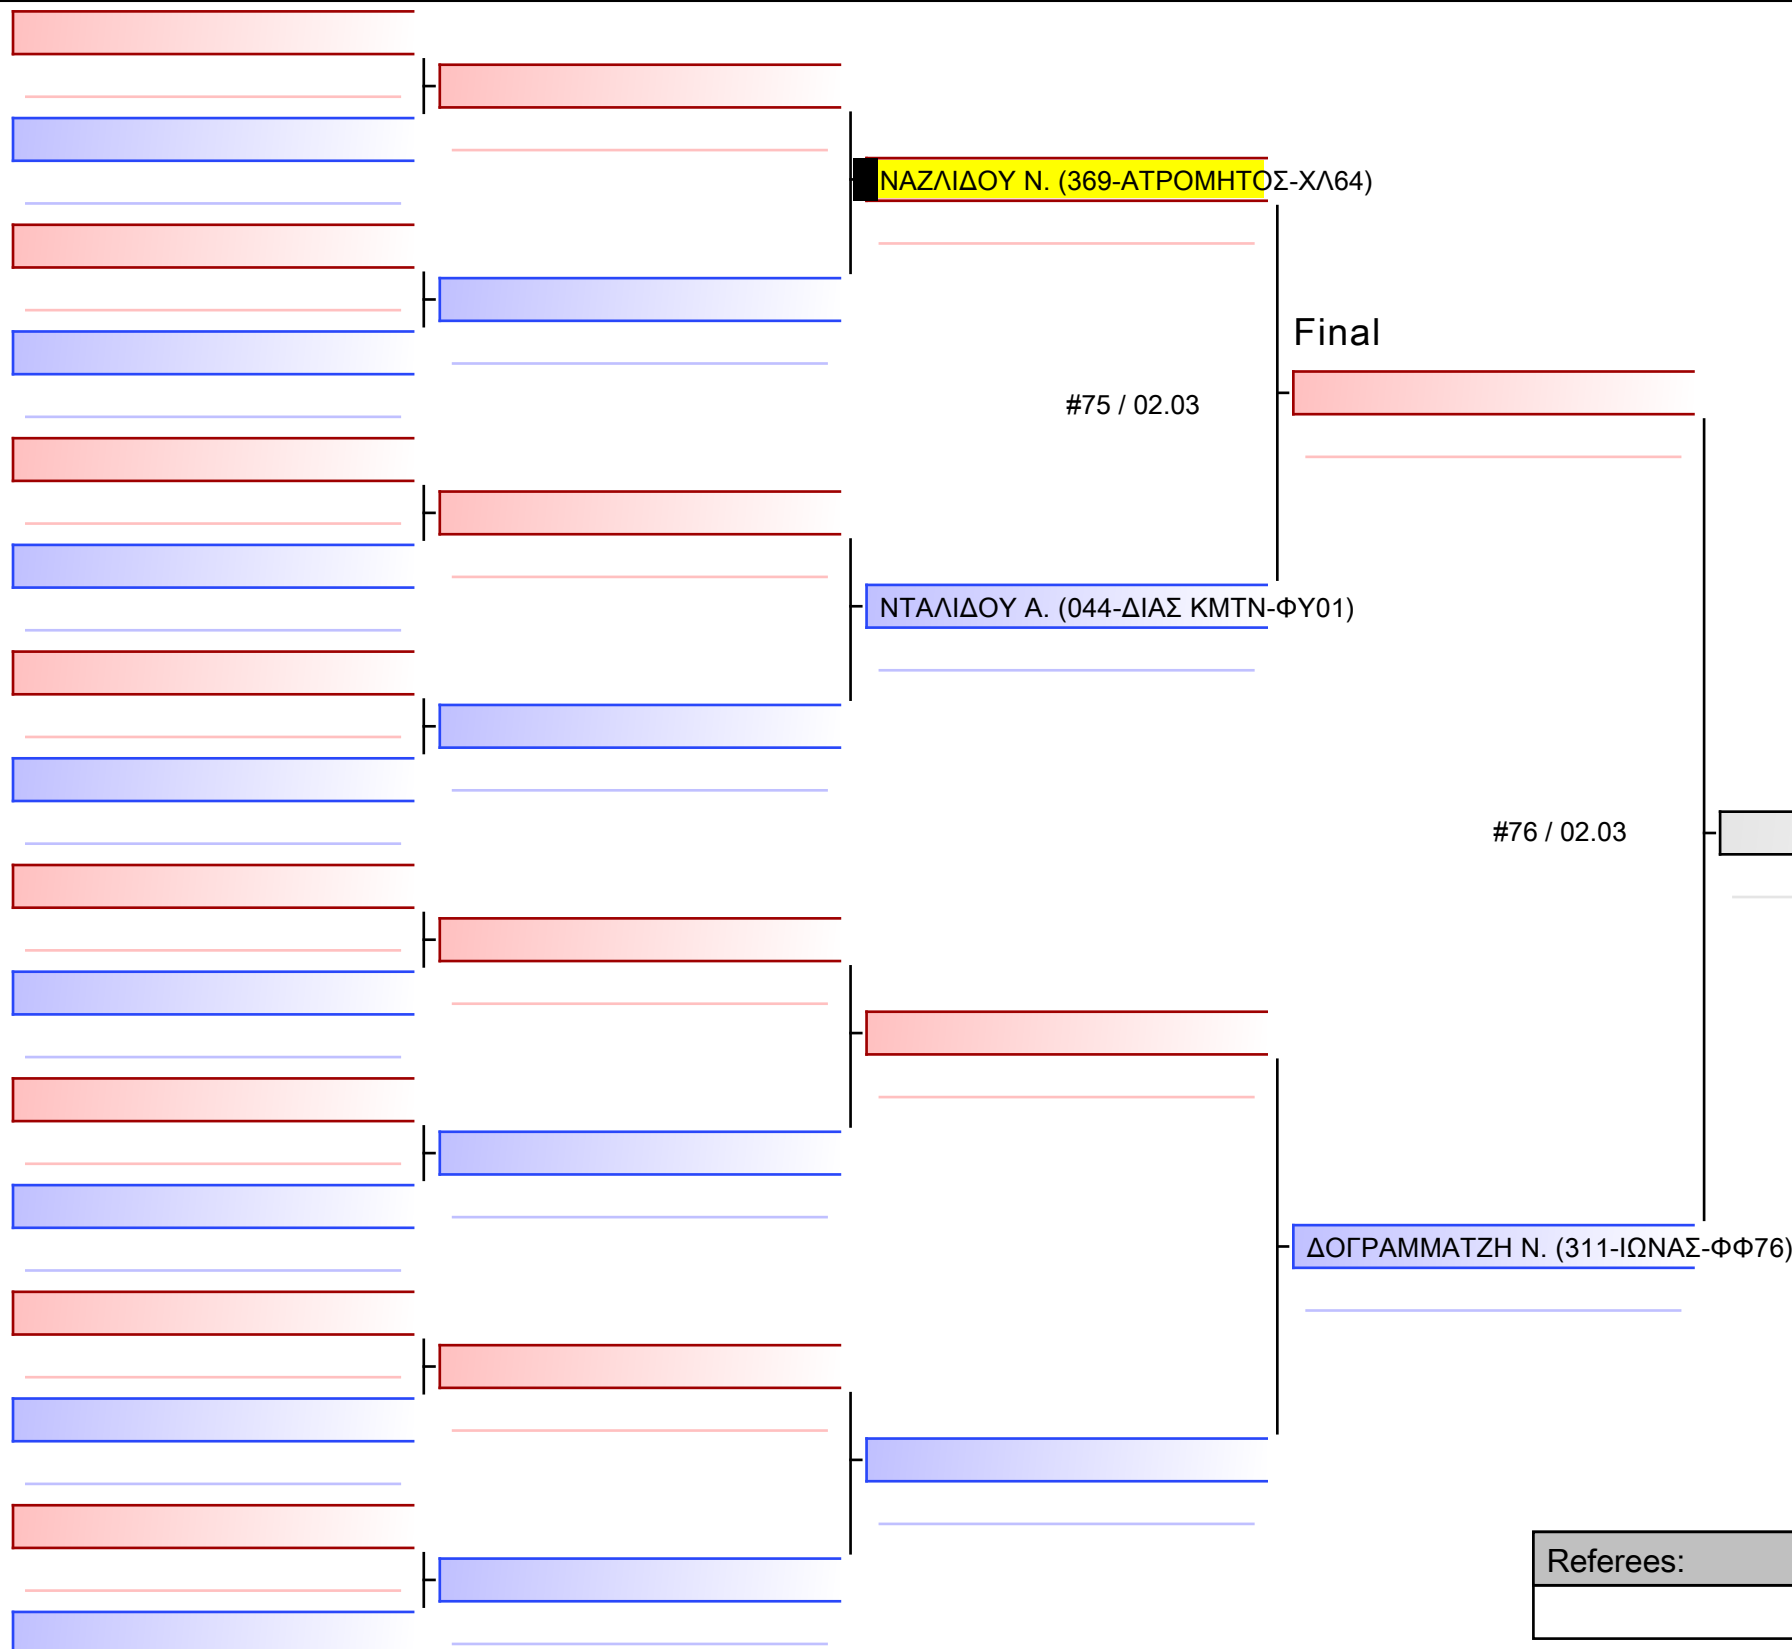 ΝΑΖΛΙΔΟΥ Ν. (369-ΑΤΡΟΜΗΤΟΣ-ΧΛ64)
Final
#75 / 02.03
ΝΤΑΛΙΔΟΥ Α. (044-ΔΙΑΣ ΚΜΤΝ-ΦΥ01)
#76 / 02.03
ΔΟΓΡΑΜΜΑΤΖΗ Ν. (311-ΙΩΝΑΣ-ΦΦ76)
Referees: